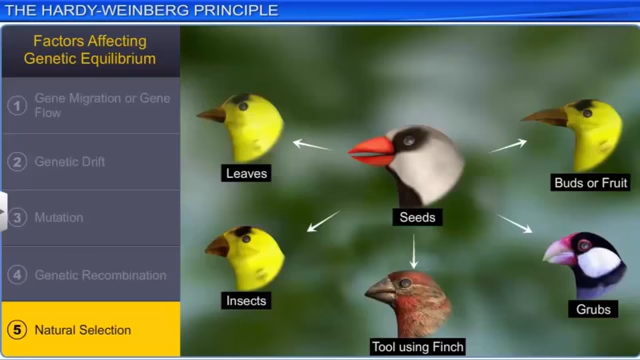 THE HARDY-WEINBERG PRINCIPLE
Factors Affecting
Genetic Equilibrium
1 Gene Migration or Gene
Flow
2 Genetic Drift
3 Mutation
4 Genetic Recombination
5 Natural Selection
Leaves
Seeds
Buds or Fruit
Insects
Tool using Finch
Grubs